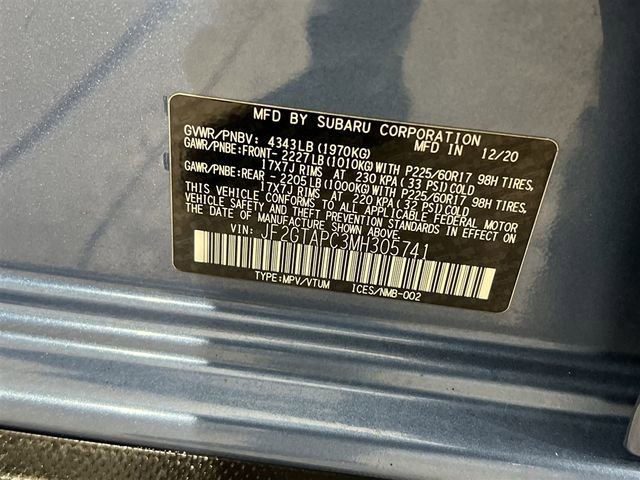 MFD BY SUBARU CORPORATION
GVWR/PNBV: 4343LB(1970KG) MFD IN 12/20
GAWR/PNBE:FRONT- 2227LB(1010KG)WITH P225/60R17 98H TIRES,
17X7J RIMS AT 230 KPA(33 PSI)COLD
GAWR/PNBE:REAR - 2205LB(1000KG)WITH P225/60R17 98H TIRES,
17X7J RIMS AT 220 KPA(32 PSI)COLD
THIS VEHICLE CONFORMS TO ALL APPLICABLE FEDERAL MOTOR
VEHICLE SAFETY AND THEFT PREVENTION STANDARDS IN EFFECT ON
THE DATE OF MANUFACTURE SHOWN ABOVE.
VIN: JF2GTAPC3MH305741
TYPE:MPV/VTUM ICES/NMB-002